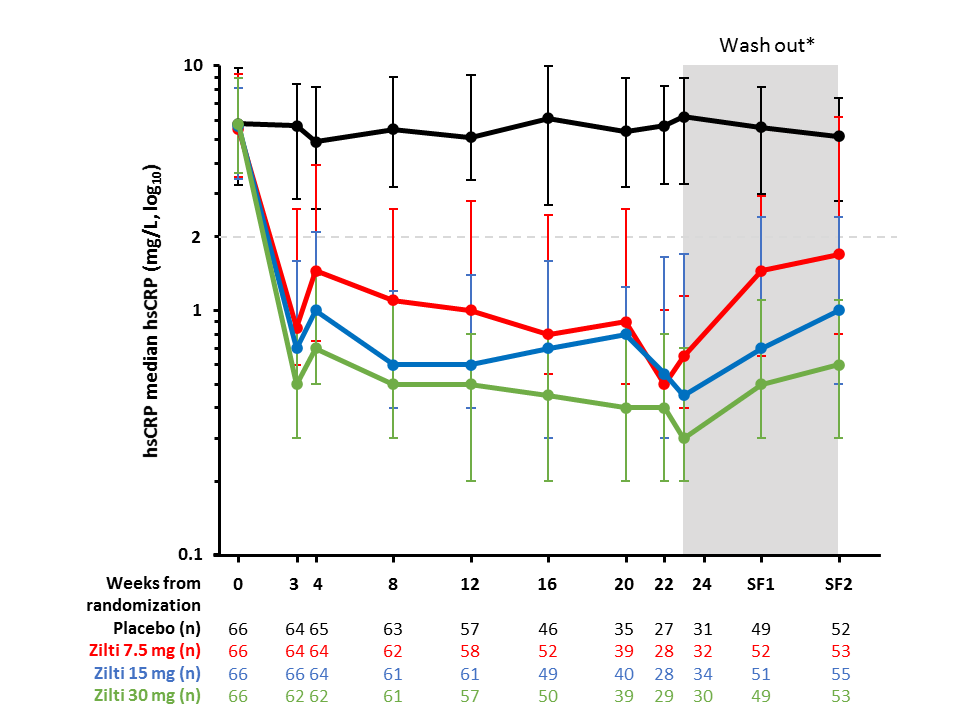 Wash out*
10
2
1
0.1
hsCRP median hsCRP (mg/L, log10)
Weeks from randomization 0 3 4 8 12 16 20 22 24 SF1 SF2
Placebo (n) 66 64 65 63 57 46 35 27 31 49 52
Zilti 7.5 mg (n) 66 64 64 62 58 52 39 28 32 52 53
Zilti 15 mg (n) 66 66 64 61 61 49 40 28 34 51 55
Zilti 30 mg (n) 66 62 62 61 57 50 39 29 30 49 53